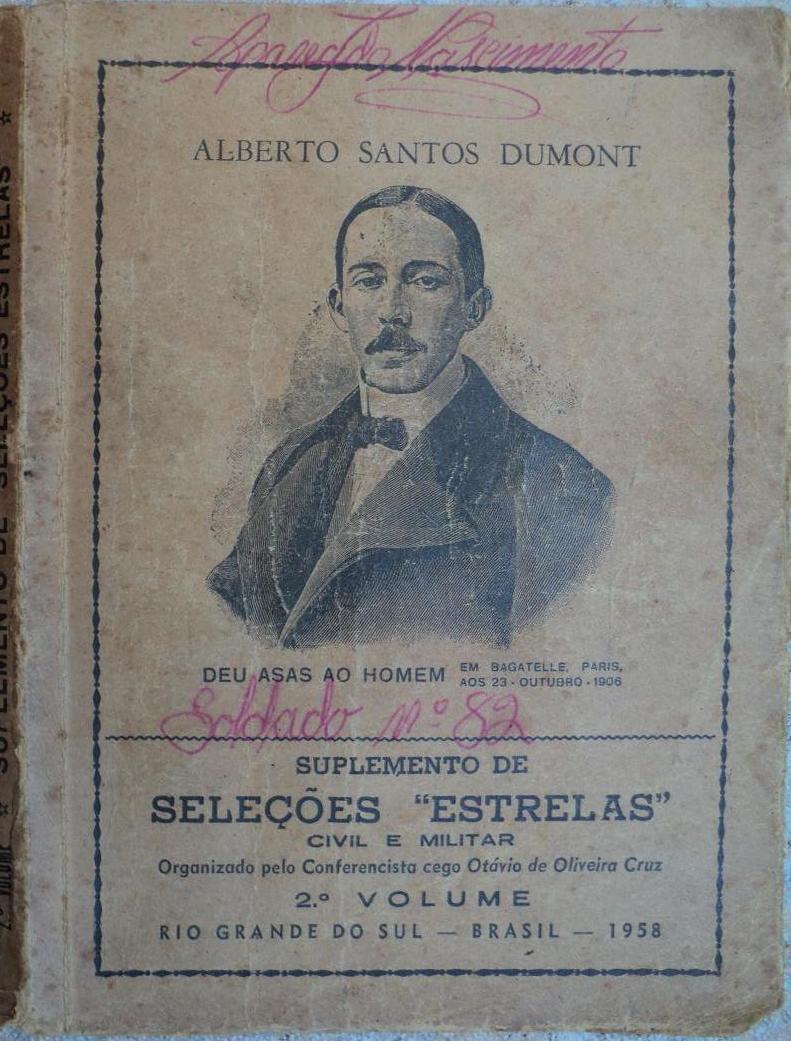 Nascimento
ALBERTO SANTOS DUMONT
DEU ASAS AO HOMEM EM BAGATELLE, PARIS,
AOS 23 - OUTUBRO - 1906
Soldado nº 82
SUPLEMENTO DE
SELEÇÕES “ESTRELAS”
CIVIL E MILITAR
Organizado pelo Conferencista cego Otávio de Oliveira Cruz
2.º VOLUME
RIO GRANDE DO SUL — BRASIL — 1958
2.º VOLUME ☆ SUPLEMENTO DE SELEÇÕES ESTRELAS ☆